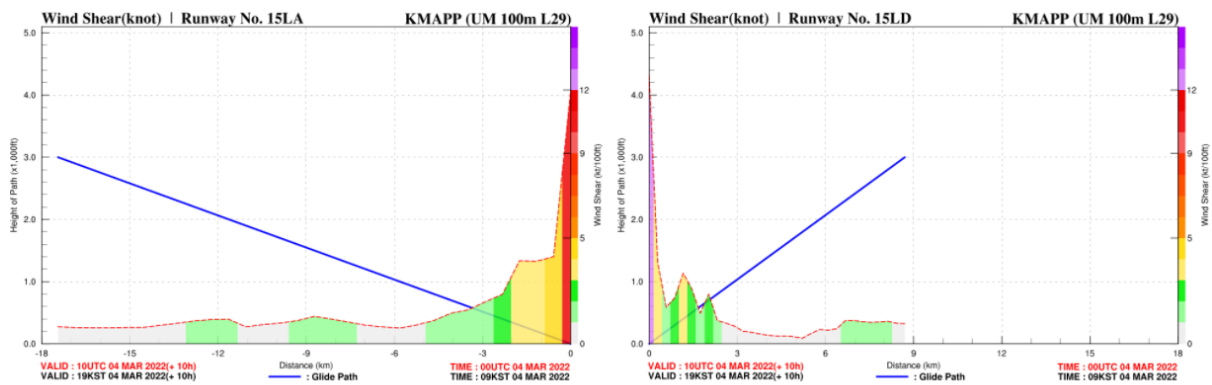 Wind Shear(knot) | Runway No. 15LA
KMAPP (UM 100m L29)
5.0
4.0
3.0
2.0
1.0
0.0
Height of Path (x1,000ft)
12
9
5
0
Wind Shear (kt/100ft)
-18
-15
-12
-9
-6
-3
0
Distance (km)
VALID : 10UTC 04 MAR 2022(+ 10h)
TIME : 00UTC 04 MAR 2022
VALID : 19KST 04 MAR 2022(+ 10h)
: Glide Path
TIME : 09KST 04 MAR 2022
Wind Shear(knot) | Runway No. 15LD
KMAPP (UM 100m L29)
5.0
4.0
3.0
2.0
1.0
0.0
Height of Path (x1,000ft)
12
9
5
0
Wind Shear (kt/100ft)
0
3
6
9
12
15
18
Distance (km)
VALID : 10UTC 04 MAR 2022(+ 10h)
TIME : 00UTC 04 MAR 2022
VALID : 19KST 04 MAR 2022(+ 10h)
: Glide Path
TIME : 09KST 04 MAR 2022